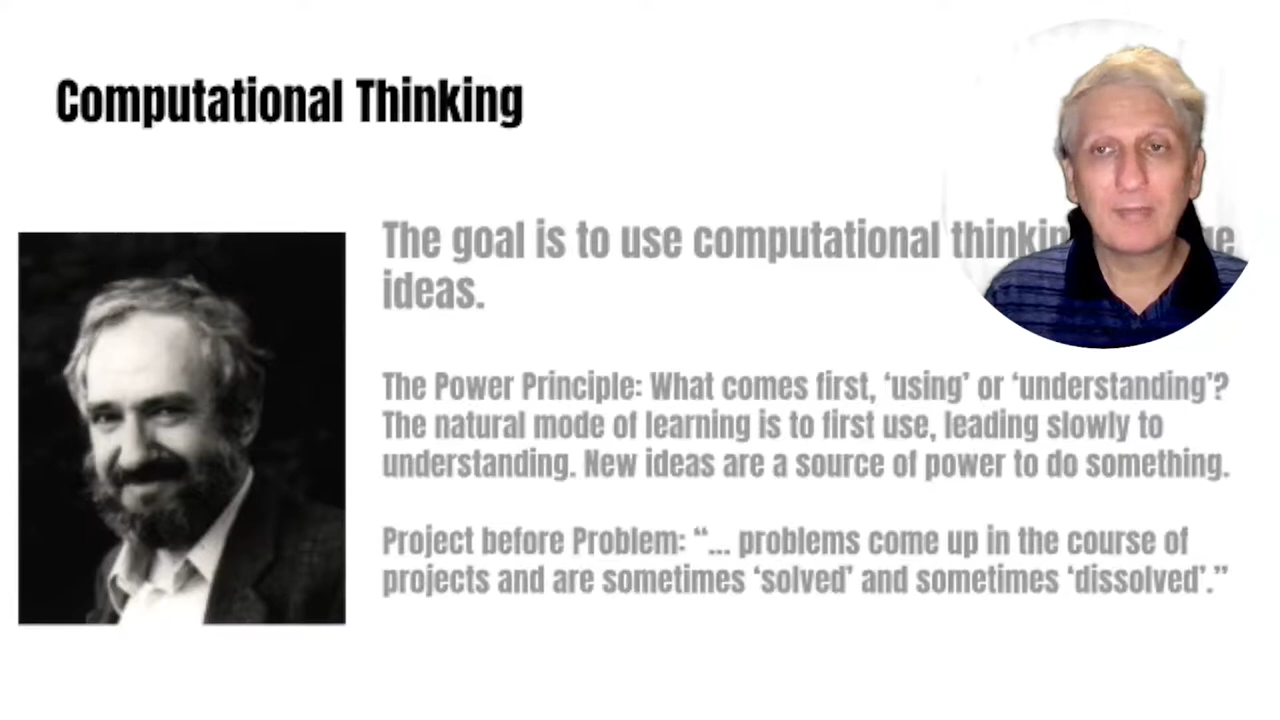 Computational Thinking
The goal is to use computational thinkin
ideas.
The Power Principle: What comes first, ‘using’ or ‘understanding’?
The natural mode of learning is to first use, leading slowly to
understanding. New ideas are a source of power to do something.
Project before Problem: “... problems come up in the course of
projects and are sometimes ‘solved’ and sometimes ‘dissolved’.”